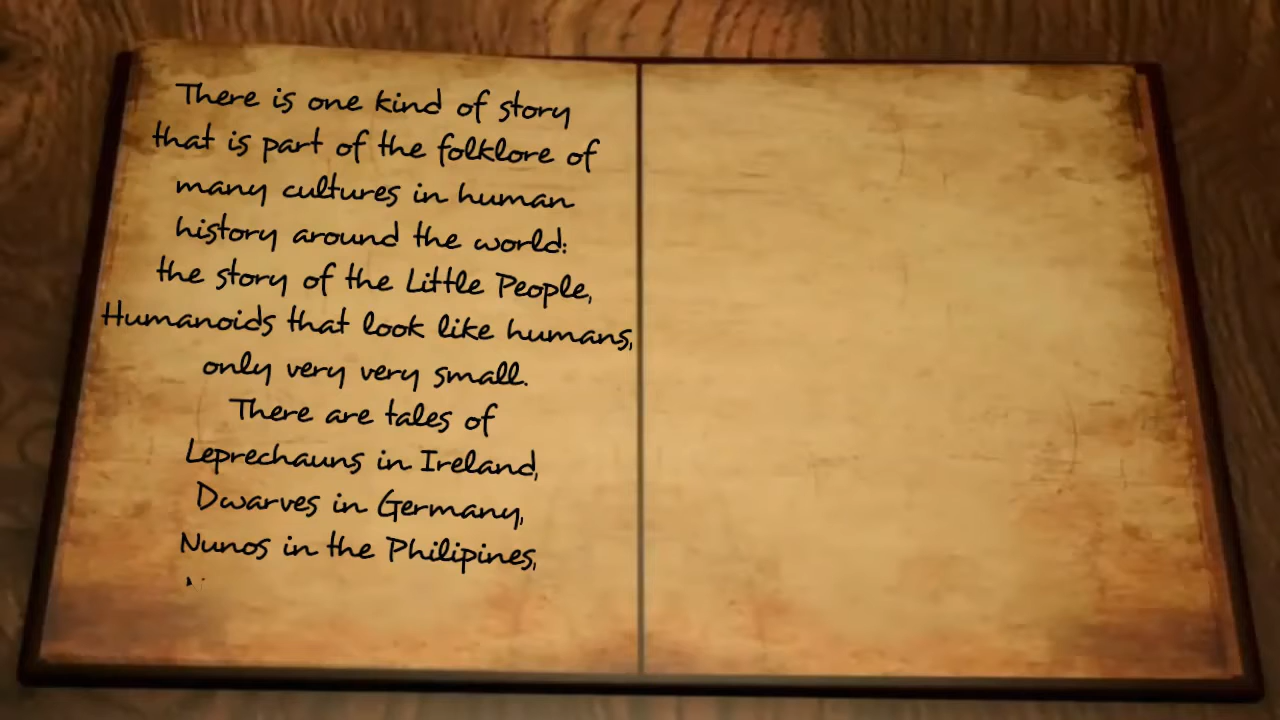 There is one kind of story
that is part of the folklore of
many cultures in human
history around the world:
the story of the Little People,
Humanoids that look like humans,
only very very small.
There are tales of
Leprechauns in Ireland,
Dwarves in Germany,
Nunos in the Philipines,